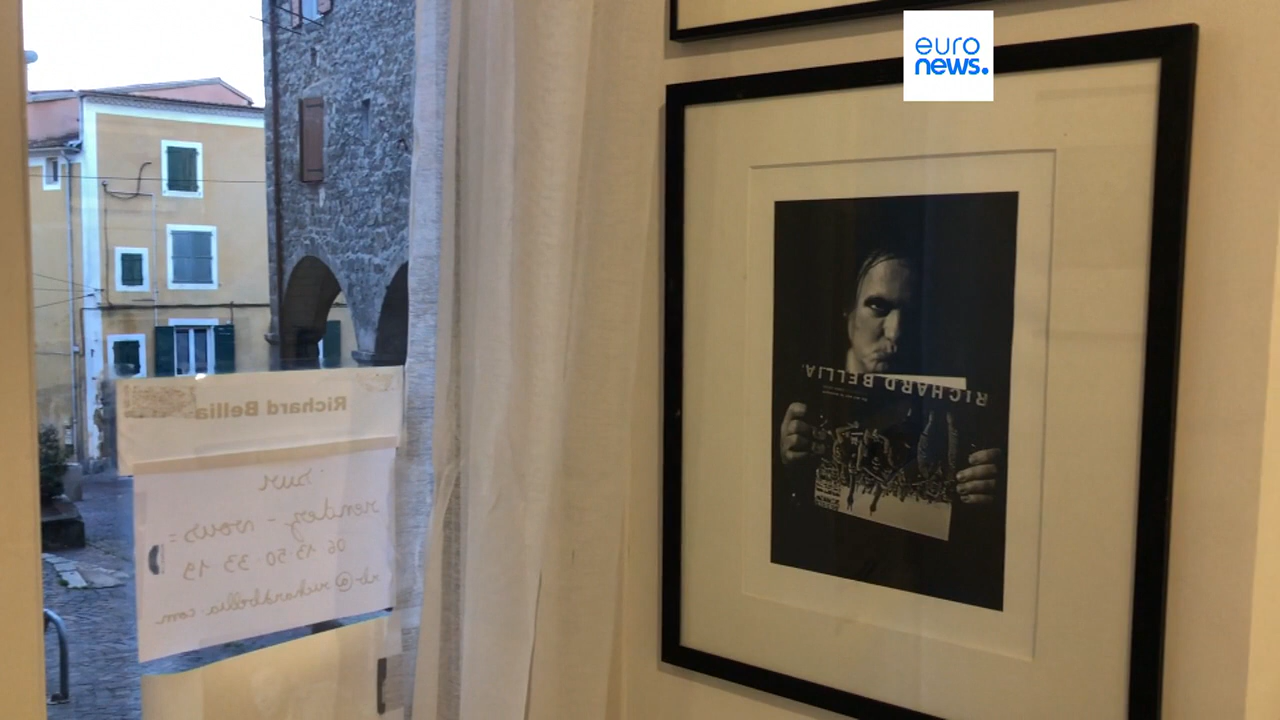 euro
news.
Richard Bellia
sur
rendez-vous =
06.13.50.33.19
rb@richardbellia.com
RICHARD BELLIA